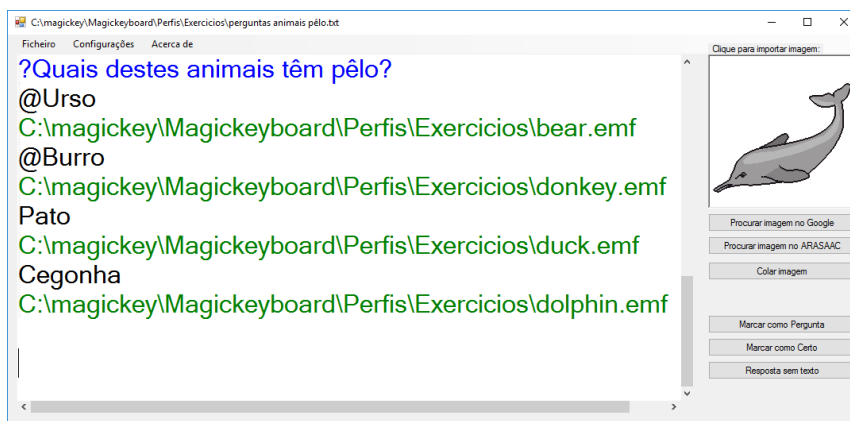 C:\magickey\Magickeyboard\Perfis\Exercicios\perguntas animais pêlo.txt
Ficheiro Configurações Acerca de
?Quais destes animais têm pêlo?
@Urso
C:\magickey\Magickeyboard\Perfis\Exercicios\bear.emf
@Burro
C:\magickey\Magickeyboard\Perfis\Exercicios\donkey.emf
Pato
C:\magickey\Magickeyboard\Perfis\Exercicios\duck.emf
Cegonha
C:\magickey\Magickeyboard\Perfis\Exercicios\dolphin.emf
Clique para importar imagem:
Procurar imagem no Google
Procurar imagem no ARASAAC
Colar imagem
Marcar como Pergunta
Marcar como Certo
Resposta sem texto